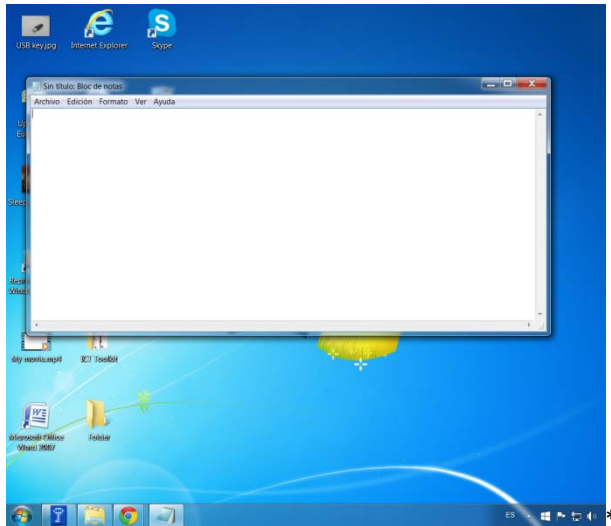 USB key.jpg
Internet Explorer
Skype
Sin título: Bloc de notas
Archivo Edición Formato Ver Ayuda
My movie.mp4
ICT Toolkit
Microsoft Office
Word 2007
Folder
ES